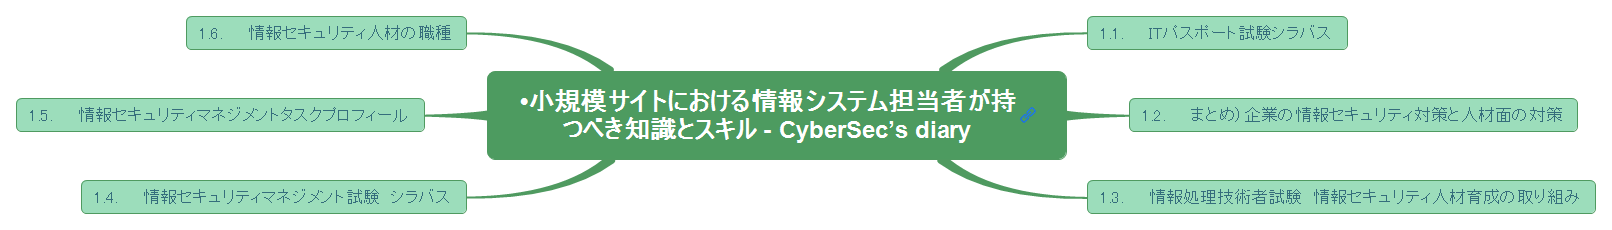 •小規模サイトにおける情報システム担当者が持
つべき知識とスキル - CyberSec’s diary
1.1. ITパスポート試験シラバス
1.2. まとめ）企業の情報セキュリティ対策と人材面の対策
1.3. 情報処理技術者試験　情報セキュリティ人材育成の取り組み
1.4. 情報セキュリティマネジメント試験　シラバス
1.5. 情報セキュリティマネジメントタスクプロフィール
1.6. 情報セキュリティ人材の職種